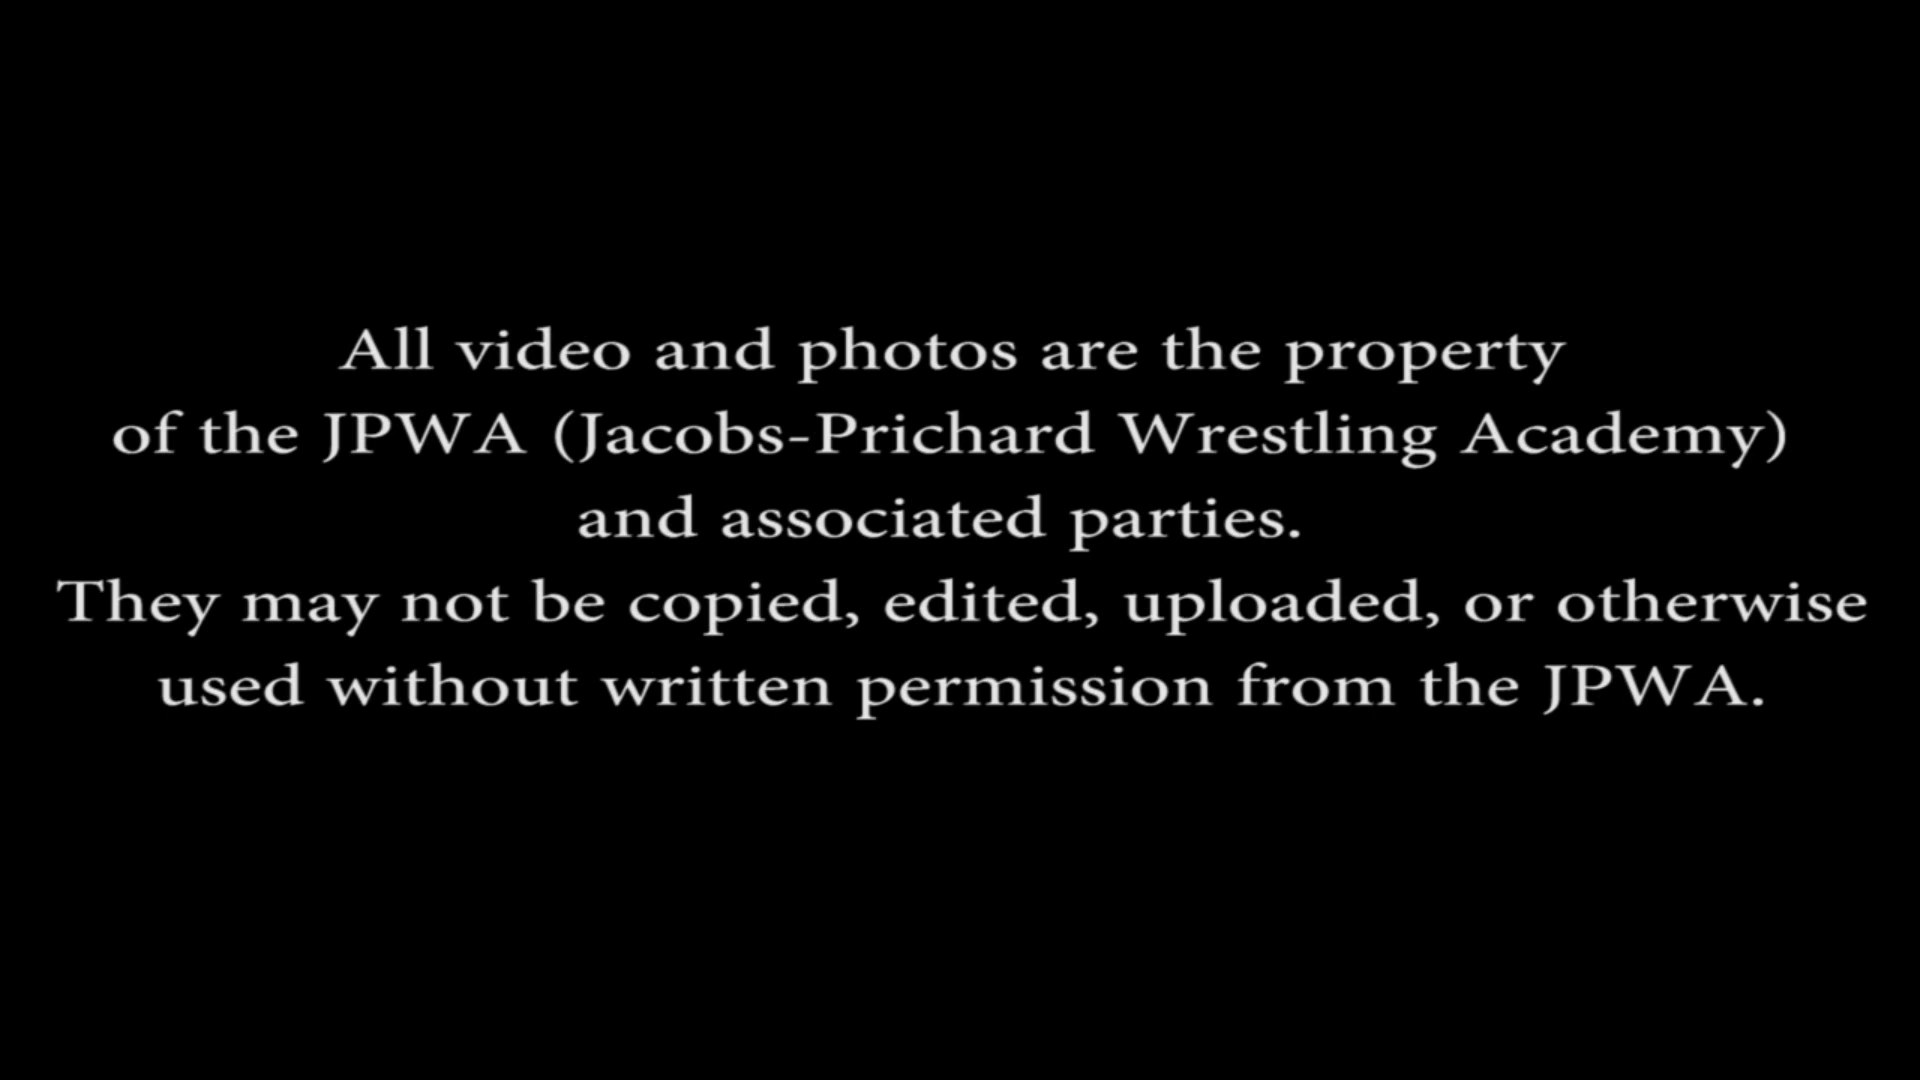 All video and photos are the property
of the JPWA (Jacobs-Prichard Wrestling Academy)
and associated parties.
They may not be copied, edited, uploaded, or otherwise
used without written permission from the JPWA.